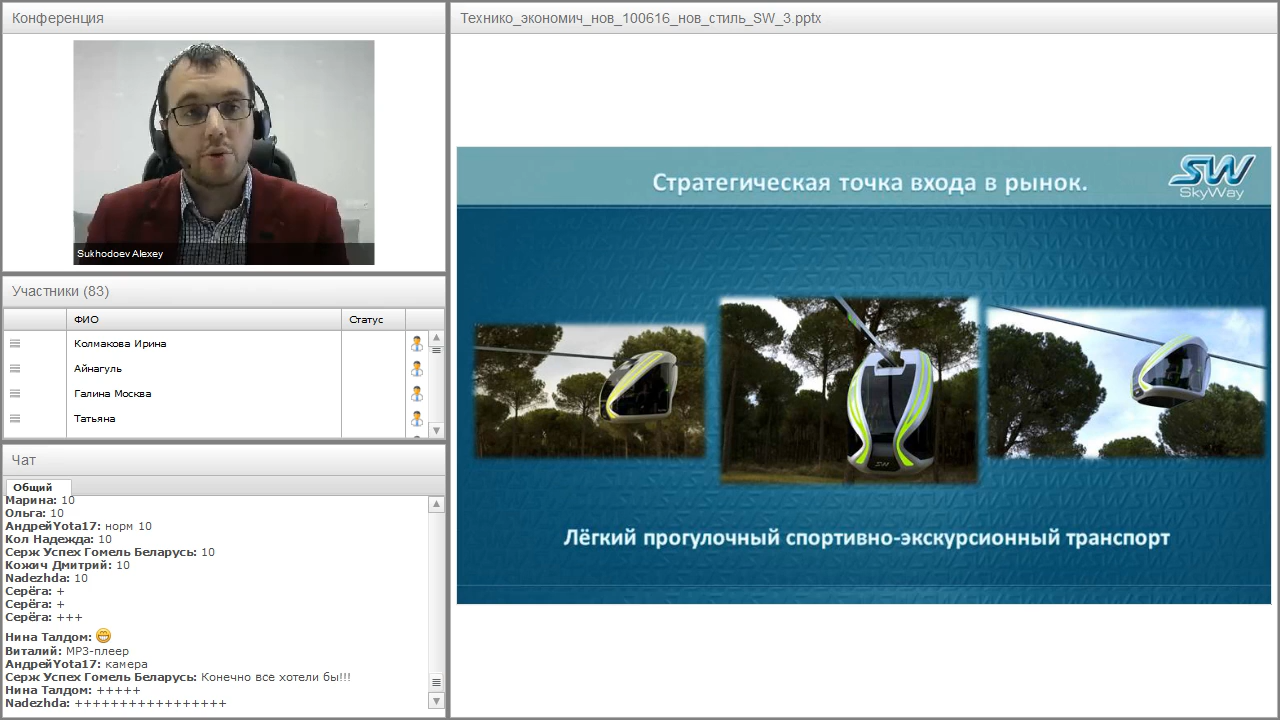 Конференция
Sukhodoev Alexey
Участники (83)
ФИО Статус
Колмакова Ирина
Айнагуль
Галина Москва
Татьяна
Чат
Общий
Марина: 10
Ольга: 10
АндрейYota17: норм 10
Кол Надежда: 10
Серж Успех Гомель Беларусь: 10
Кожич Дмитрий: 10
Nadezhda: 10
Серёга: +
Серёга: +
Серёга: +++
Нина Талдом:
Виталий: МР3-плеер
АндрейYota17: камера
Серж Успех Гомель Беларусь: Конечно все хотели бы!!!
Нина Талдом: +++++
Nadezhda: +++++++++++++++++
Технико_экономич_нов_100616_нов_стиль_SW_3.pptx
Стратегическая точка входа в рынок.
SW
SkyWay
SW
Лёгкий прогулочный спортивно-экскурсионный транспорт